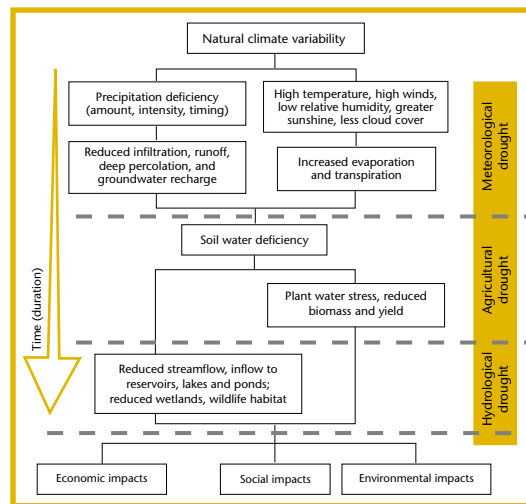 Natural climate variability
Precipitation deficiency
(amount, intensity, timing)
High temperature, high winds,
low relative humidity, greater
sunshine, less cloud cover
Reduced infiltration, runoff,
deep percolation, and
groundwater recharge
Increased evaporation
and transpiration
Meteorological
drought
Soil water deficiency
Plant water stress, reduced
biomass and yield
Agricultural
drought
Time (duration)
Reduced streamflow, inflow to
reservoirs, lakes and ponds;
reduced wetlands, wildlife habitat
Hydrological
drought
Economic impacts
Social impacts
Environmental impacts